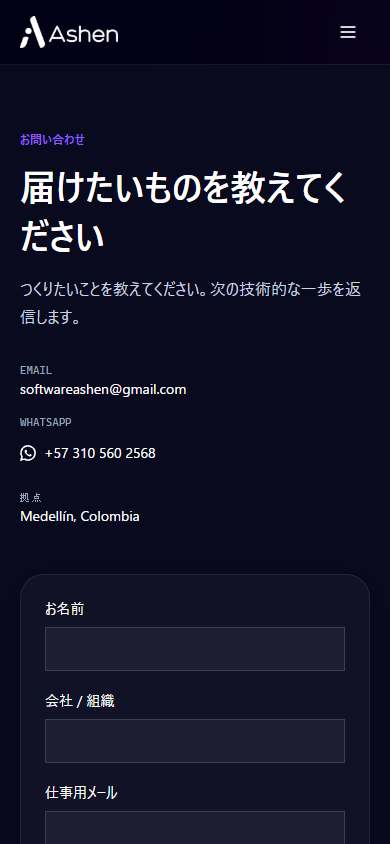 Ashen
お問い合わせ
届けたいものを教えてく
ださい
つくりたいことを教えてください。次の技術的な一歩を返
信します。
EMAIL
softwareashen@gmail.com
WHATSAPP
+57 310 560 2568
拠点
Medellín, Colombia
お名前
会社 / 組織
仕事用メール